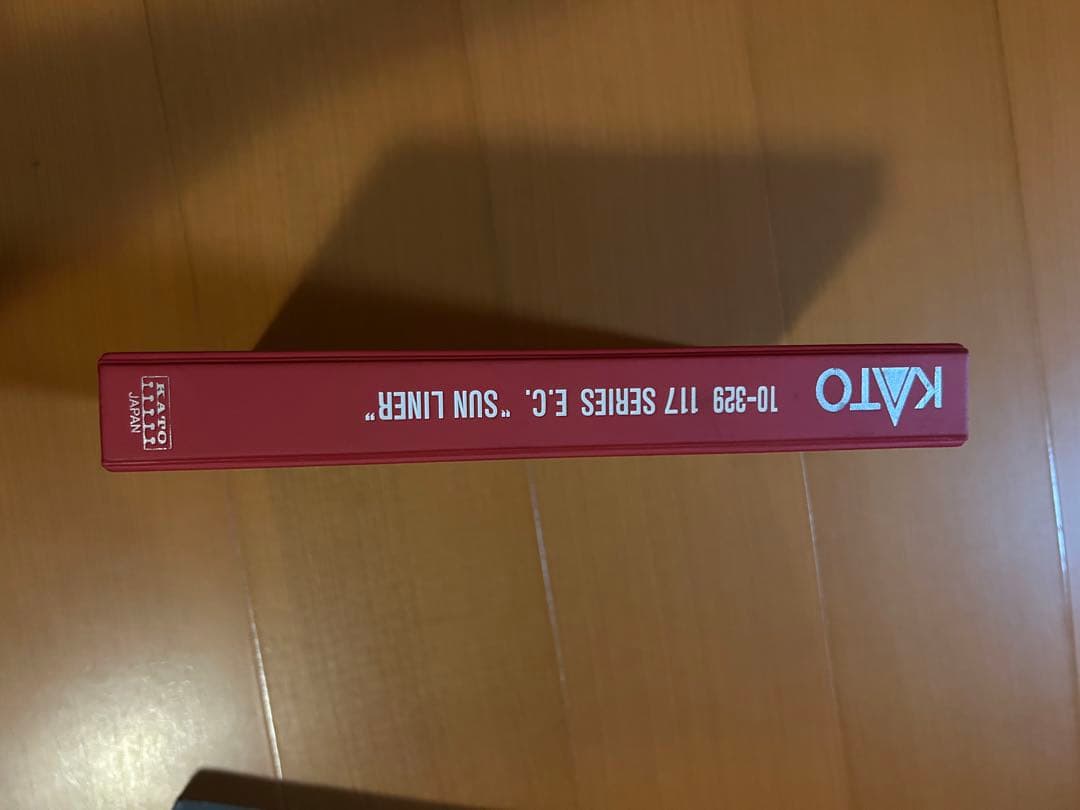 KATO
10-329 117 SERIES E.C. "SUN LINER"
KATO
JAPAN